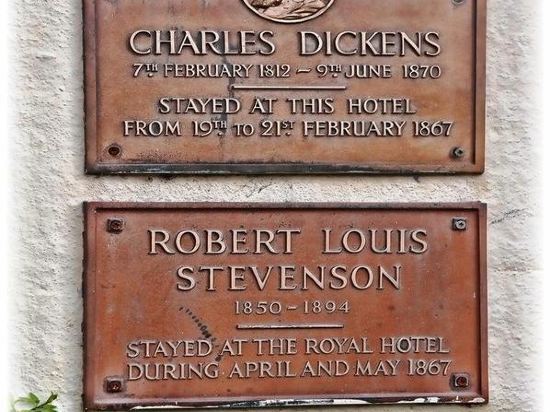 CHARLES DICKENS
7TH FEBRUARY 1812 – 9TH JUNE 1870
STAYED AT THIS HOTEL
FROM 19TH TO 21ST FEBRUARY 1867
ROBERT LOUIS
STEVENSON
1850 - 1894
STAYED AT THE ROYAL HOTEL
DURING APRIL AND MAY 1867